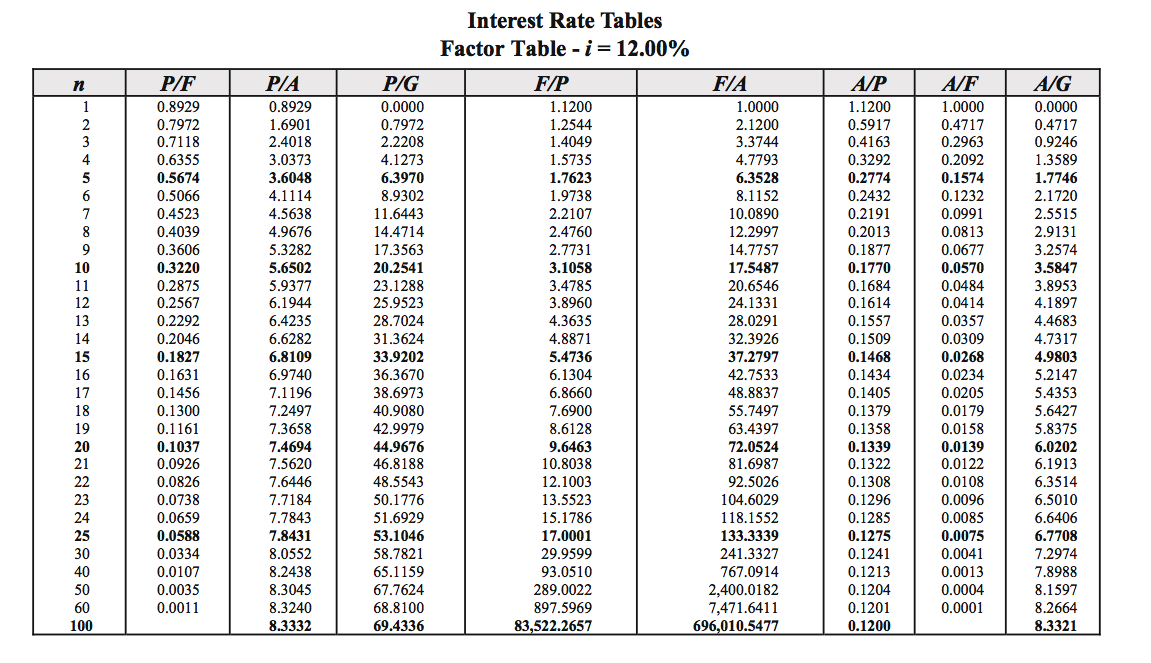 Interest Rate Tables
Factor Table - i = 12.00%
n P/F P/A P/G F/P F/A A/P A/F A/G
1 0.8929 0.8929 0.0000 1.1200 1.0000 1.1200 1.0000 0.0000
2 0.7972 1.6901 0.7972 1.2544 2.1200 0.5917 0.4717 0.4717
3 0.7118 2.4018 2.2208 1.4049 3.3744 0.4163 0.2963 0.9246
4 0.6355 3.0373 4.1273 1.5735 4.7793 0.3292 0.2092 1.3589
5 0.5674 3.6048 6.3970 1.7623 6.3528 0.2774 0.1574 1.7746
6 0.5066 4.1114 8.9302 1.9738 8.1152 0.2432 0.1232 2.1720
7 0.4523 4.5638 11.6443 2.2107 10.0890 0.2191 0.0991 2.5515
8 0.4039 4.9676 14.4714 2.4760 12.2997 0.2013 0.0813 2.9131
9 0.3606 5.3282 17.3563 2.7731 14.7757 0.1877 0.0677 3.2574
10 0.3220 5.6502 20.2541 3.1058 17.5487 0.1770 0.0570 3.5847
11 0.2875 5.9377 23.1288 3.4785 20.6546 0.1684 0.0484 3.8953
12 0.2567 6.1944 25.9523 3.8960 24.1331 0.1614 0.0414 4.1897
13 0.2292 6.4235 28.7024 4.3635 28.0291 0.1557 0.0357 4.4683
14 0.2046 6.6282 31.3624 4.8871 32.3926 0.1509 0.0309 4.7317
15 0.1827 6.8109 33.9202 5.4736 37.2797 0.1468 0.0268 4.9803
16 0.1631 6.9740 36.3670 6.1304 42.7533 0.1434 0.0234 5.2147
17 0.1456 7.1196 38.6973 6.8660 48.8837 0.1405 0.0205 5.4353
18 0.1300 7.2497 40.9080 7.6900 55.7497 0.1379 0.0179 5.6427
19 0.1161 7.3658 42.9979 8.6128 63.4397 0.1358 0.0158 5.8375
20 0.1037 7.4694 44.9676 9.6463 72.0524 0.1339 0.0139 6.0202
21 0.0926 7.5620 46.8188 10.8038 81.6987 0.1322 0.0122 6.1913
22 0.0826 7.6446 48.5543 12.1003 92.5026 0.1308 0.0108 6.3514
23 0.0738 7.7184 50.1776 13.5523 104.6029 0.1296 0.0096 6.5010
24 0.0659 7.7843 51.6929 15.1786 118.1552 0.1285 0.0085 6.6406
25 0.0588 7.8431 53.1046 17.0001 133.3339 0.1275 0.0075 6.7708
30 0.0334 8.0552 58.7821 29.9599 241.3327 0.1241 0.0041 7.2974
40 0.0107 8.2438 65.1159 93.0510 767.0914 0.1213 0.0013 7.8988
50 0.0035 8.3045 67.7624 289.0022 2,400.0182 0.1204 0.0004 8.1597
60 0.0011 8.3240 68.8100 897.5969 7,471.6411 0.1201 0.0001 8.2664
100 8.3332 69.4336 83,522.2657 696,010.5477 0.1200 8.3321